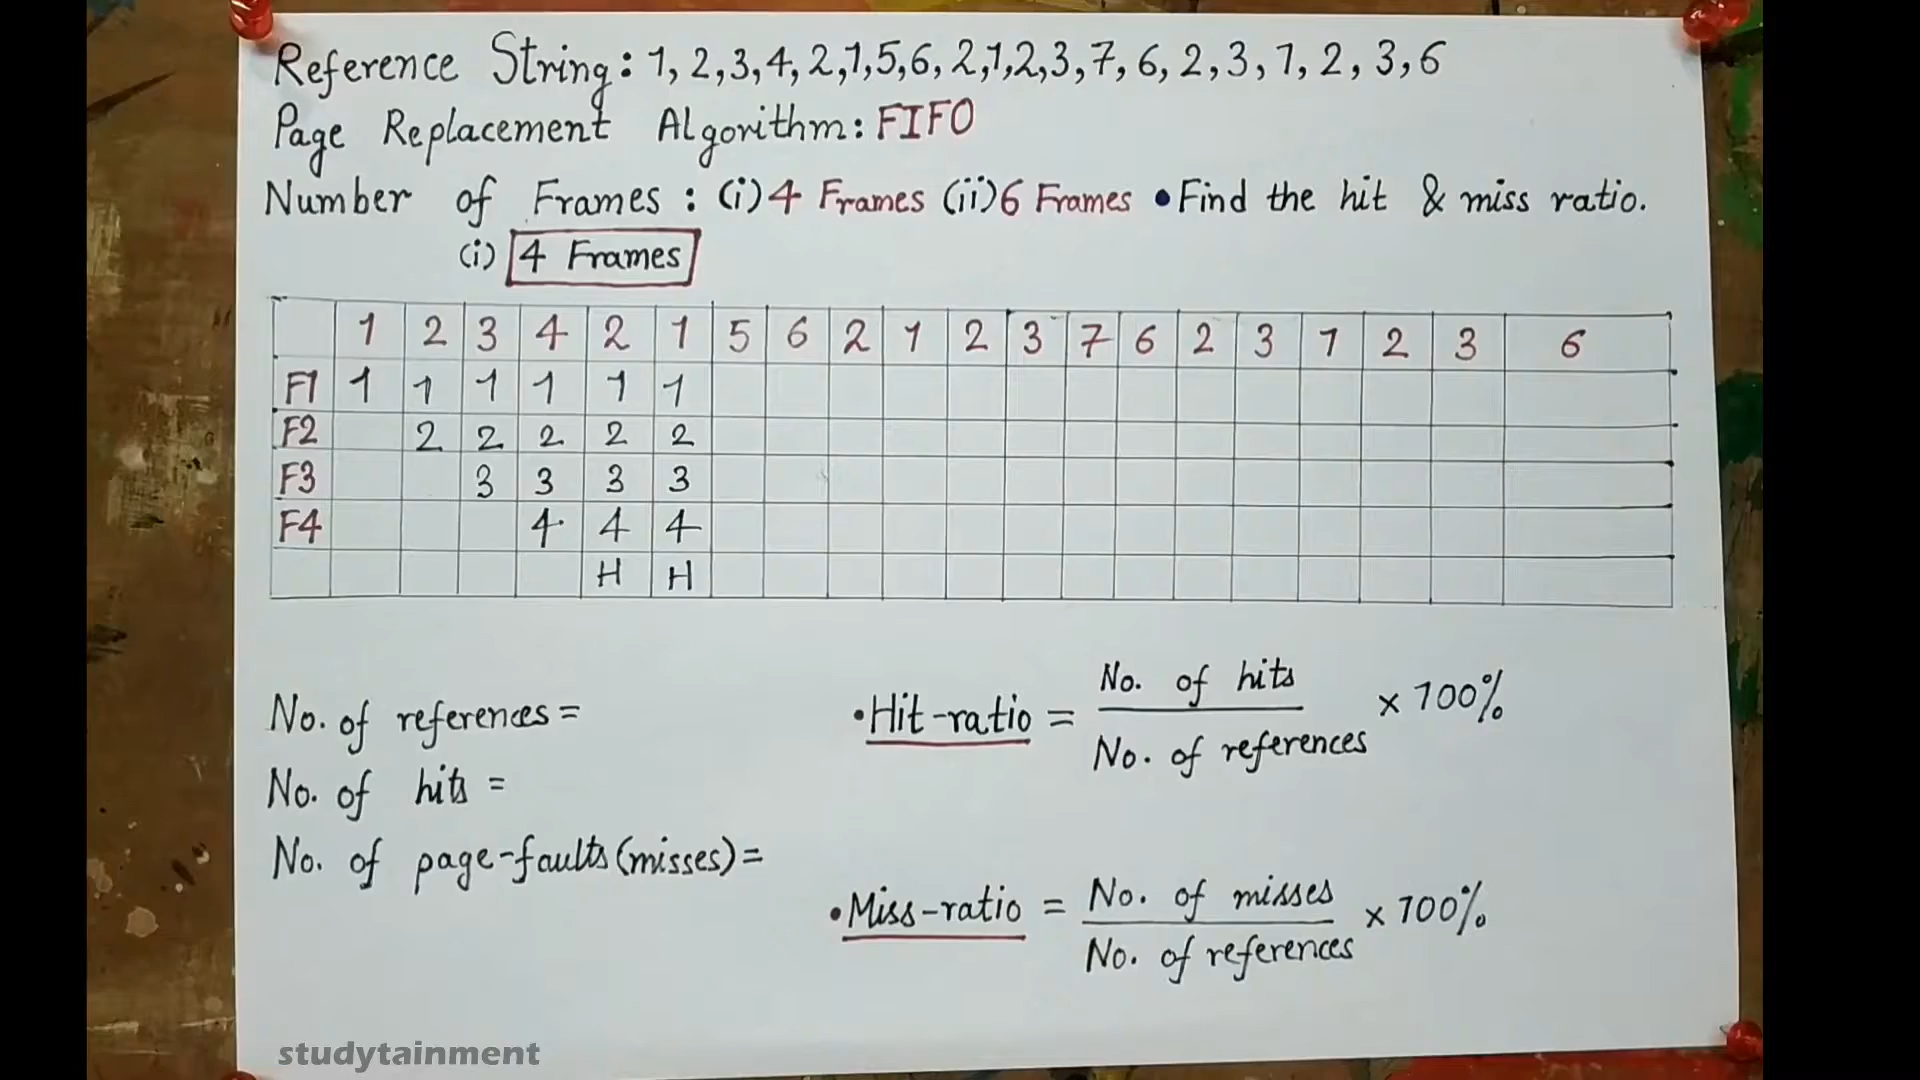 Reference String: 1, 2, 3, 4, 2, 1, 5, 6, 2, 1, 2, 3, 7, 6, 2, 3, 1, 2, 3, 6
Page Replacement Algorithm: FIFO
Number of Frames : (i) 4 Frames (ii) 6 Frames • Find the hit & miss ratio.
(i) 4 Frames
1 2 3 4 2 1 5 6 2 1 2 3 7 6 2 3 1 2 3 6
F1 1 1 1 1 1 1
F2 2 2 2 2 2
F3 3 3 3 3
F4 4 4 4
H H
No. of references =
No. of hits =
No. of page-faults (misses) =
• Hit-ratio = No. of hits / No. of references × 100%
• Miss-ratio = No. of misses / No. of references × 100%
studytainment